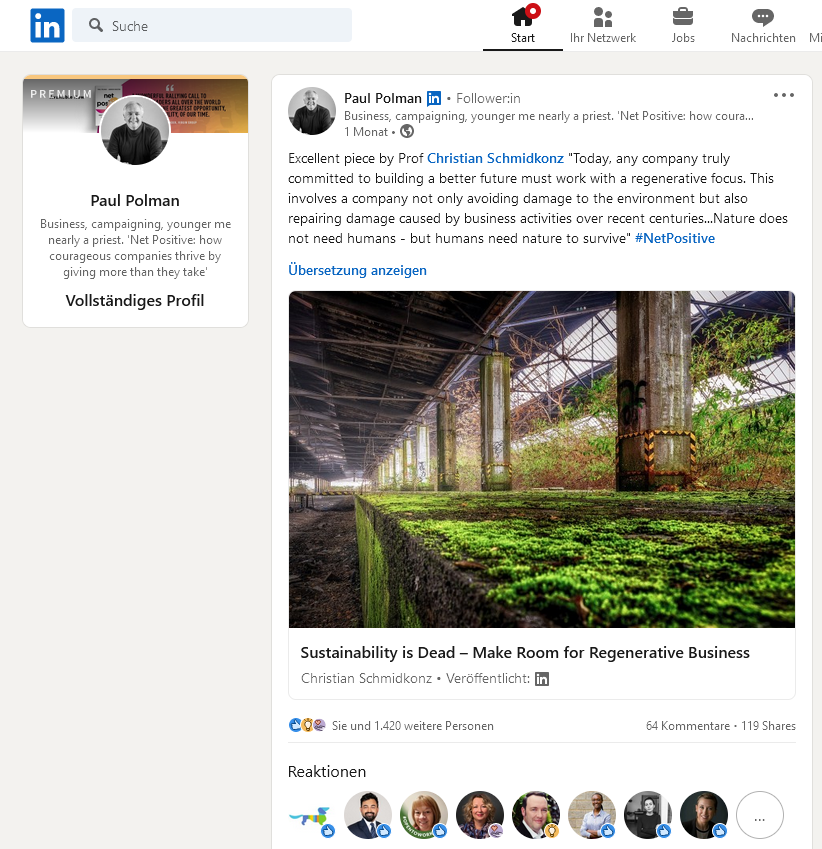 in
Suche
Start
Ihr Netzwerk
Jobs
Nachrichten
Mi
PREMIUM
net
pos
RALLYING CALL TO
ADERS ALL OVER THE WORLD
GREATEST OPPORTUNITY,
OF OUR TIME.
Paul Polman
Business, campaigning, younger me
nearly a priest. 'Net Positive: how
courageous companies thrive by
giving more than they take'
Vollständiges Profil
Paul Polman in • Follower:in
Business, campaigning, younger me nearly a priest. 'Net Positive: how coura...
1 Monat •
Excellent piece by Prof Christian Schmidkonz "Today, any company truly
committed to building a better future must work with a regenerative focus. This
involves a company not only avoiding damage to the environment but also
repairing damage caused by business activities over recent centuries...Nature does
not need humans - but humans need nature to survive" #NetPositive
Übersetzung anzeigen
Sustainability is Dead – Make Room for Regenerative Business
Christian Schmidkonz • Veröffentlicht: in
Sie und 1.420 weitere Personen
64 Kommentare • 119 Shares
Reaktionen
...